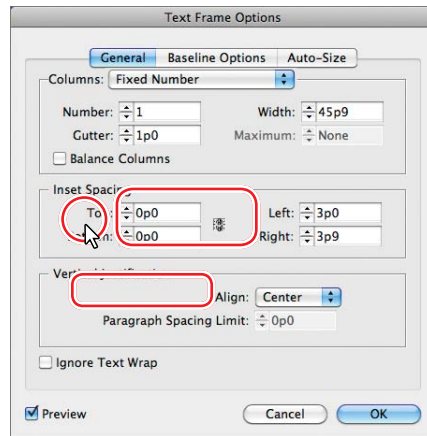 Text Frame Options
General Baseline Options Auto-Size
Columns: Fixed Number
Number: 1 Width: 45p9
Gutter: 1p0 Maximum: None
Balance Columns
Inset Spacing
0p0 Left: 3p0
0p0 Right: 3p9
Align: Center
Paragraph Spacing Limit: 0p0
Ignore Text Wrap
Preview Cancel OK